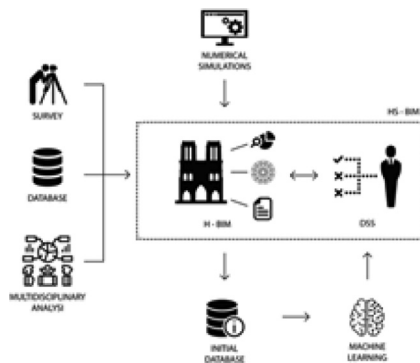 NUMERICAL
SIMULATIONS
HS - BIM
SURVEY
DATABASE
H - BIM
DSS
MULTIDISCIPLINARY
ANALYSI
INITIAL
DATABASE
MACHINE
LEARNING